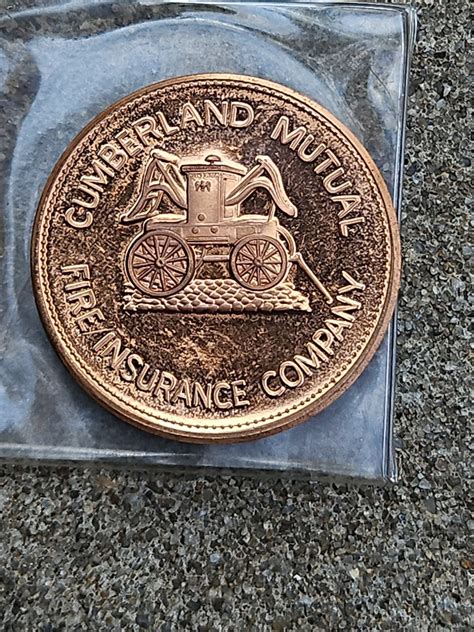 CUMBERLAND MUTUAL
FIRE/INSURANCE COMPANY